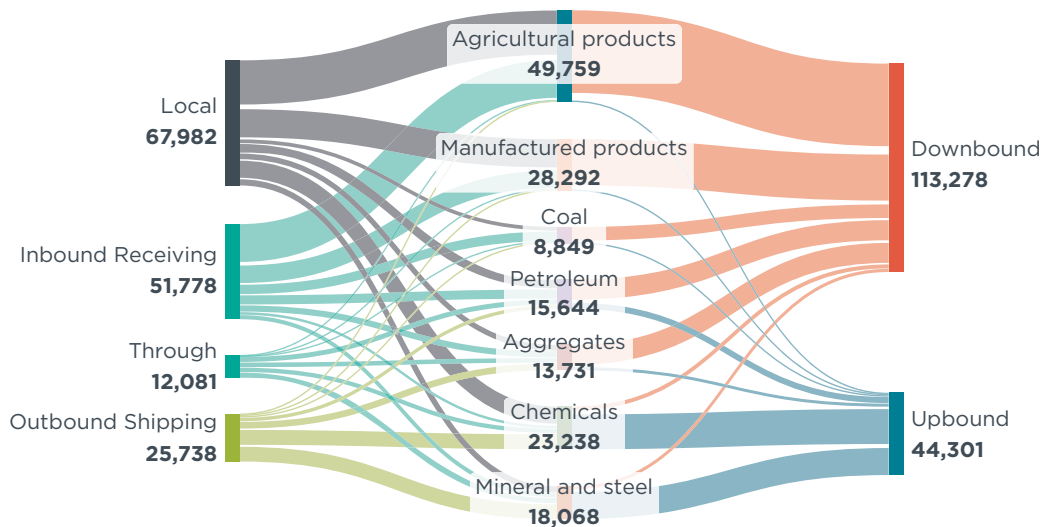 Local
67,982
Inbound Receiving
51,778
Through
12,081
Outbound Shipping
25,738
Agricultural products
49,759
Manufactured products
28,292
Coal
8,849
Petroleum
15,644
Aggregates
13,731
Chemicals
23,238
Mineral and steel
18,068
Downbound
113,278
Upbound
44,301